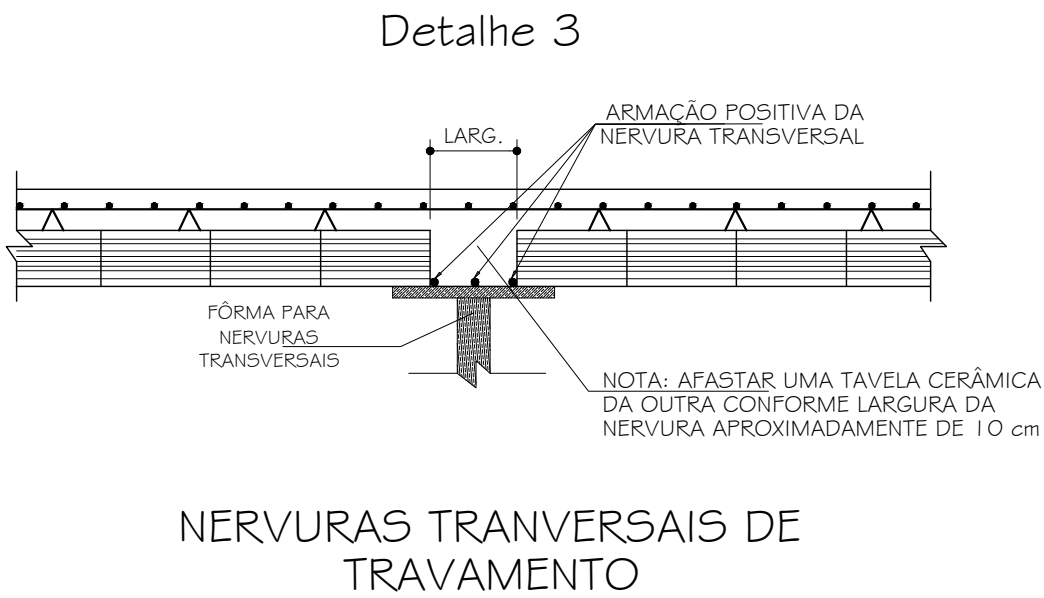 Detalhe 3
LARG.
ARMAÇÃO POSITIVA DA
NERVURA TRANSVERSAL
FÔRMA PARA
NERVURAS
TRANSVERSAIS
NOTA: AFASTAR UMA TAVELA CERÂMICA
DA OUTRA CONFORME LARGURA DA
NERVURA APROXIMADAMENTE DE 10 cm
NERVURAS TRANVERSAIS DE
TRAVAMENTO